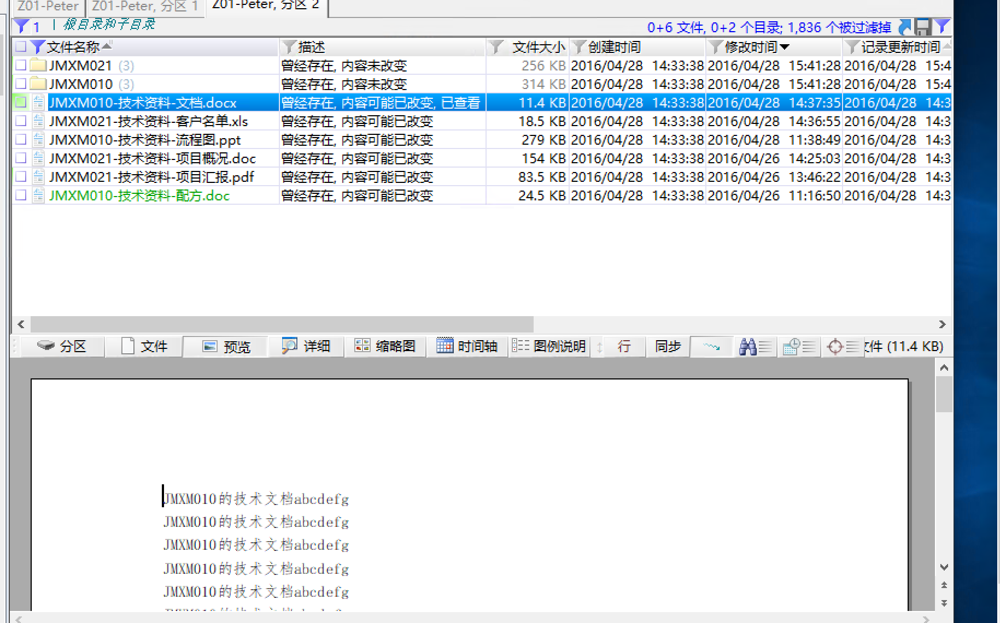 Z01-Peter Z01-Peter, 分区 1 Z01-Peter, 分区 2
1 根目录和子目录 0+6 文件, 0+2 个目录; 1,836 个被过滤掉
文件名称 描述 文件大小 创建时间 修改时间 记录更新时间
JMXM021 (3) 曾经存在, 内容未改变 256 KB 2016/04/28 14:33:38 2016/04/28 15:41:28 2016/04/28 15:4
JMXM010 (3) 曾经存在, 内容未改变 314 KB 2016/04/28 14:33:38 2016/04/28 15:41:28 2016/04/28 15:4
JMXM010-技术资料-文档.docx 曾经存在, 内容可能已改变, 已查看 11.4 KB 2016/04/28 14:33:38 2016/04/28 14:37:35 2016/04/28 14:3
JMXM021-技术资料-客户名单.xls 曾经存在, 内容可能已改变 18.5 KB 2016/04/28 14:33:38 2016/04/28 14:36:55 2016/04/28 14:3
JMXM010-技术资料-流程图.ppt 曾经存在, 内容可能已改变 279 KB 2016/04/28 14:33:38 2016/04/28 11:38:49 2016/04/28 14:3
JMXM021-技术资料-项目概况.doc 曾经存在, 内容可能已改变 154 KB 2016/04/28 14:33:38 2016/04/26 14:25:03 2016/04/28 14:3
JMXM021-技术资料-项目汇报.pdf 曾经存在, 内容可能已改变 83.5 KB 2016/04/28 14:33:38 2016/04/26 13:46:22 2016/04/28 14:3
JMXM010-技术资料-配方.doc 曾经存在, 内容可能已改变 24.5 KB 2016/04/28 14:33:38 2016/04/26 11:16:50 2016/04/28 14:3
分区 文件 预览 详细 缩略图 时间轴 图例说明 行 同步 文件 (11.4 KB)
JMXM010的技术文档abcdefg
JMXM010的技术文档abcdefg
JMXM010的技术文档abcdefg
JMXM010的技术文档abcdefg
JMXM010的技术文档abcdefg